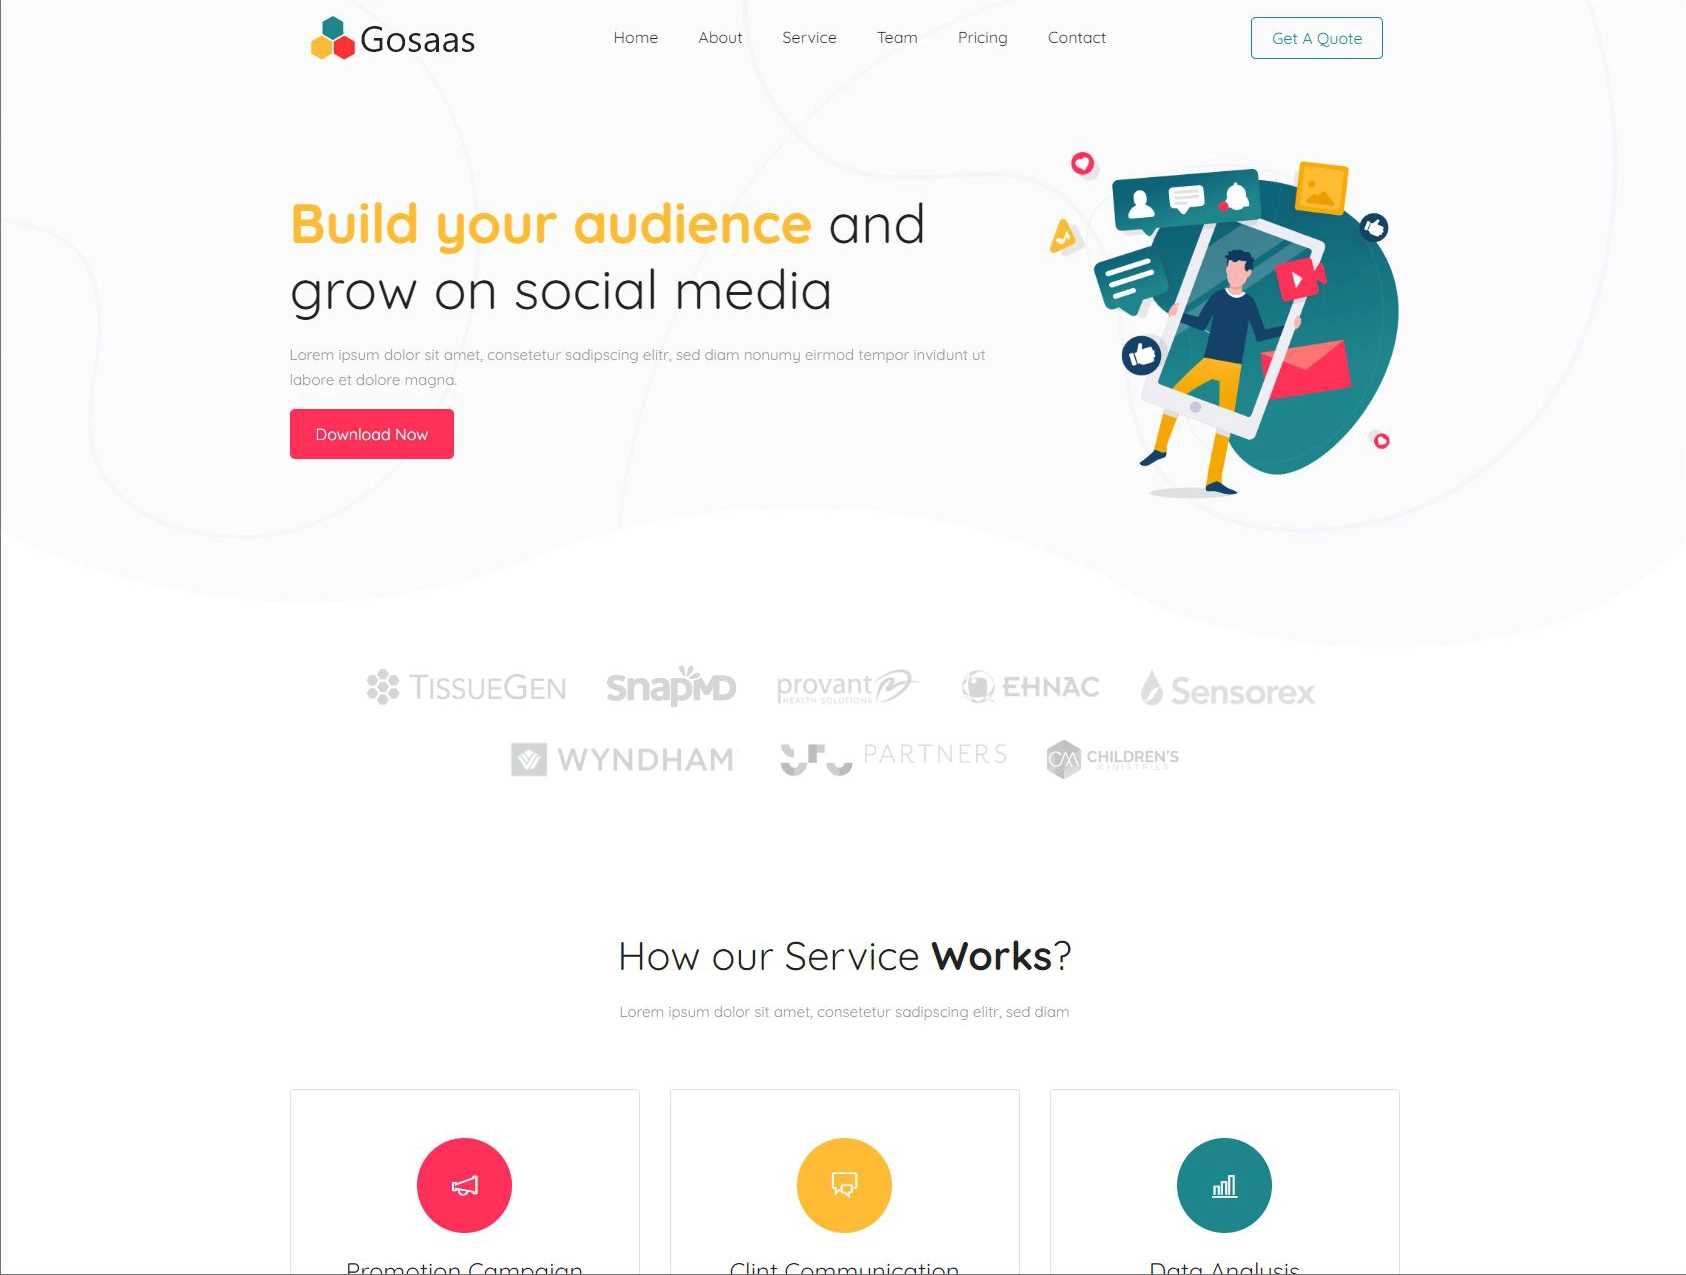 Gosaas
Home About Service Team Pricing Contact
Get A Quote
Build your audience and
grow on social media
Lorem ipsum dolor sit amet, consetetur sadipscing elitr, sed diam nonumy eirmod tempor invidunt ut
labore et dolore magna.
Download Now
TISSUEGEN
SnapMD
provant
HEALTH SOLUTIONS
EHNAC
Sensorex
WYNDHAM
PARTNERS
CM
CHILDREN'S
MINISTRIES
How our Service Works?
Lorem ipsum dolor sit amet, consetetur sadipscing elitr, sed diam
Promotion Campaign
Clint Communication
Data Analysis